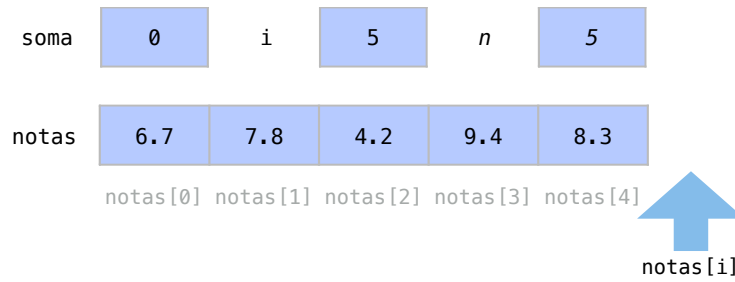 soma 0 i 5 n 5
notas 6.7 7.8 4.2 9.4 8.3
notas[0] notas[1] notas[2] notas[3] notas[4]
notas[i]